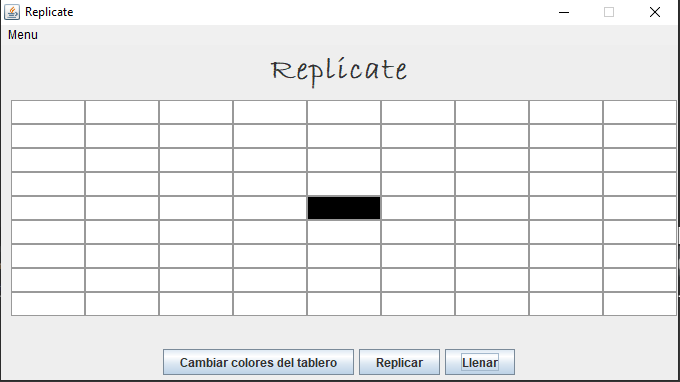 Replicate
Menu
Replicate
Cambiar colores del tablero Replicar Llenar